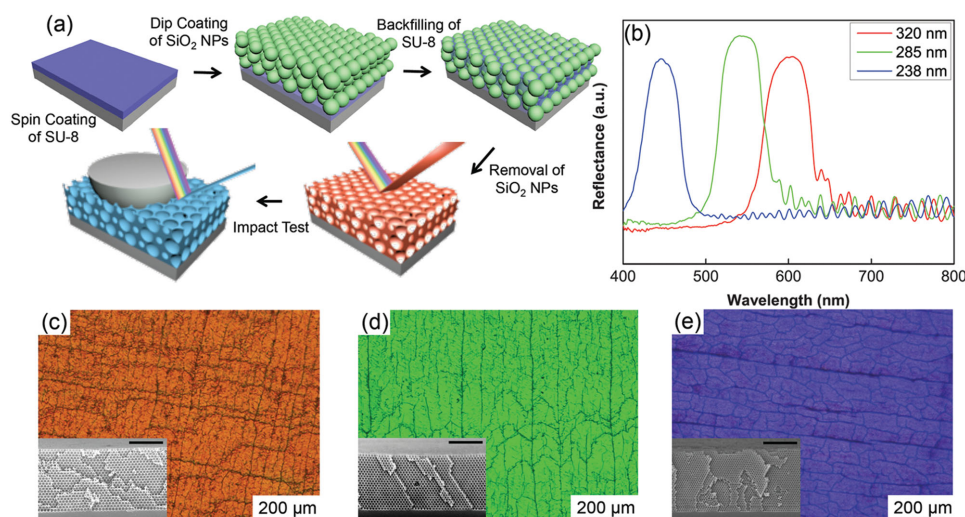 (a)
Dip Coating
of SiO₂ NPs
Backfilling of
SU-8
Spin Coating
of SU-8
Removal of
SiO₂ NPs
Impact Test
(b)
320 nm
285 nm
238 nm
Reflectance (a.u.)
400 500 600 700 800
Wavelength (nm)
(c)
200 μm
(d)
200 μm
(e)
200 μm